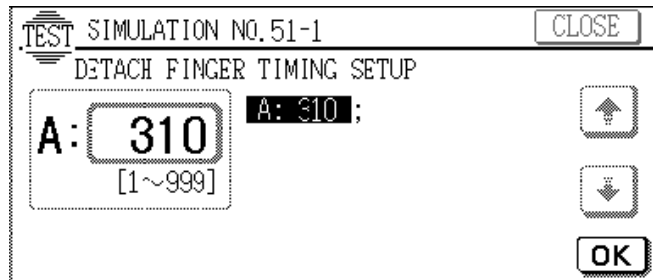 TEST SIMULATION NO.51-1 CLOSE
DETACH FINGER TIMING SETUP
A: 310 A: 310 ;
[1~999]
OK